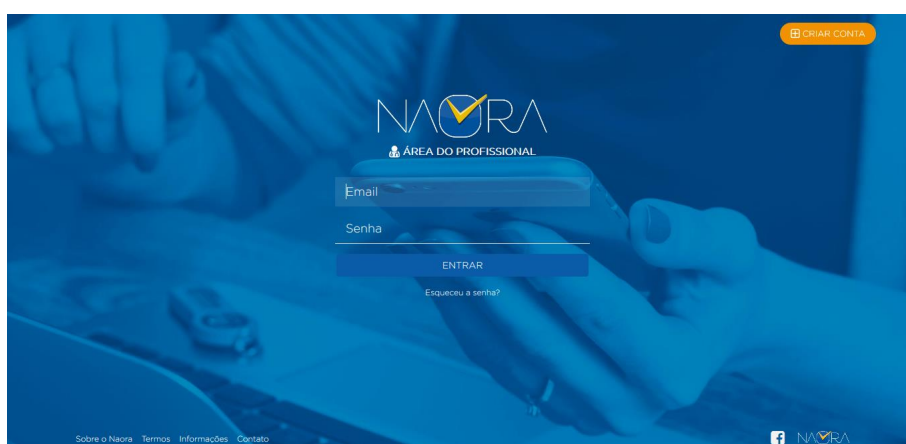 CRIAR CONTA
NAORA
ÁREA DO PROFISSIONAL
Email
Senha
ENTRAR
Esqueceu a senha?
Sobre o Naora Termos Informações Contato
f NAORA